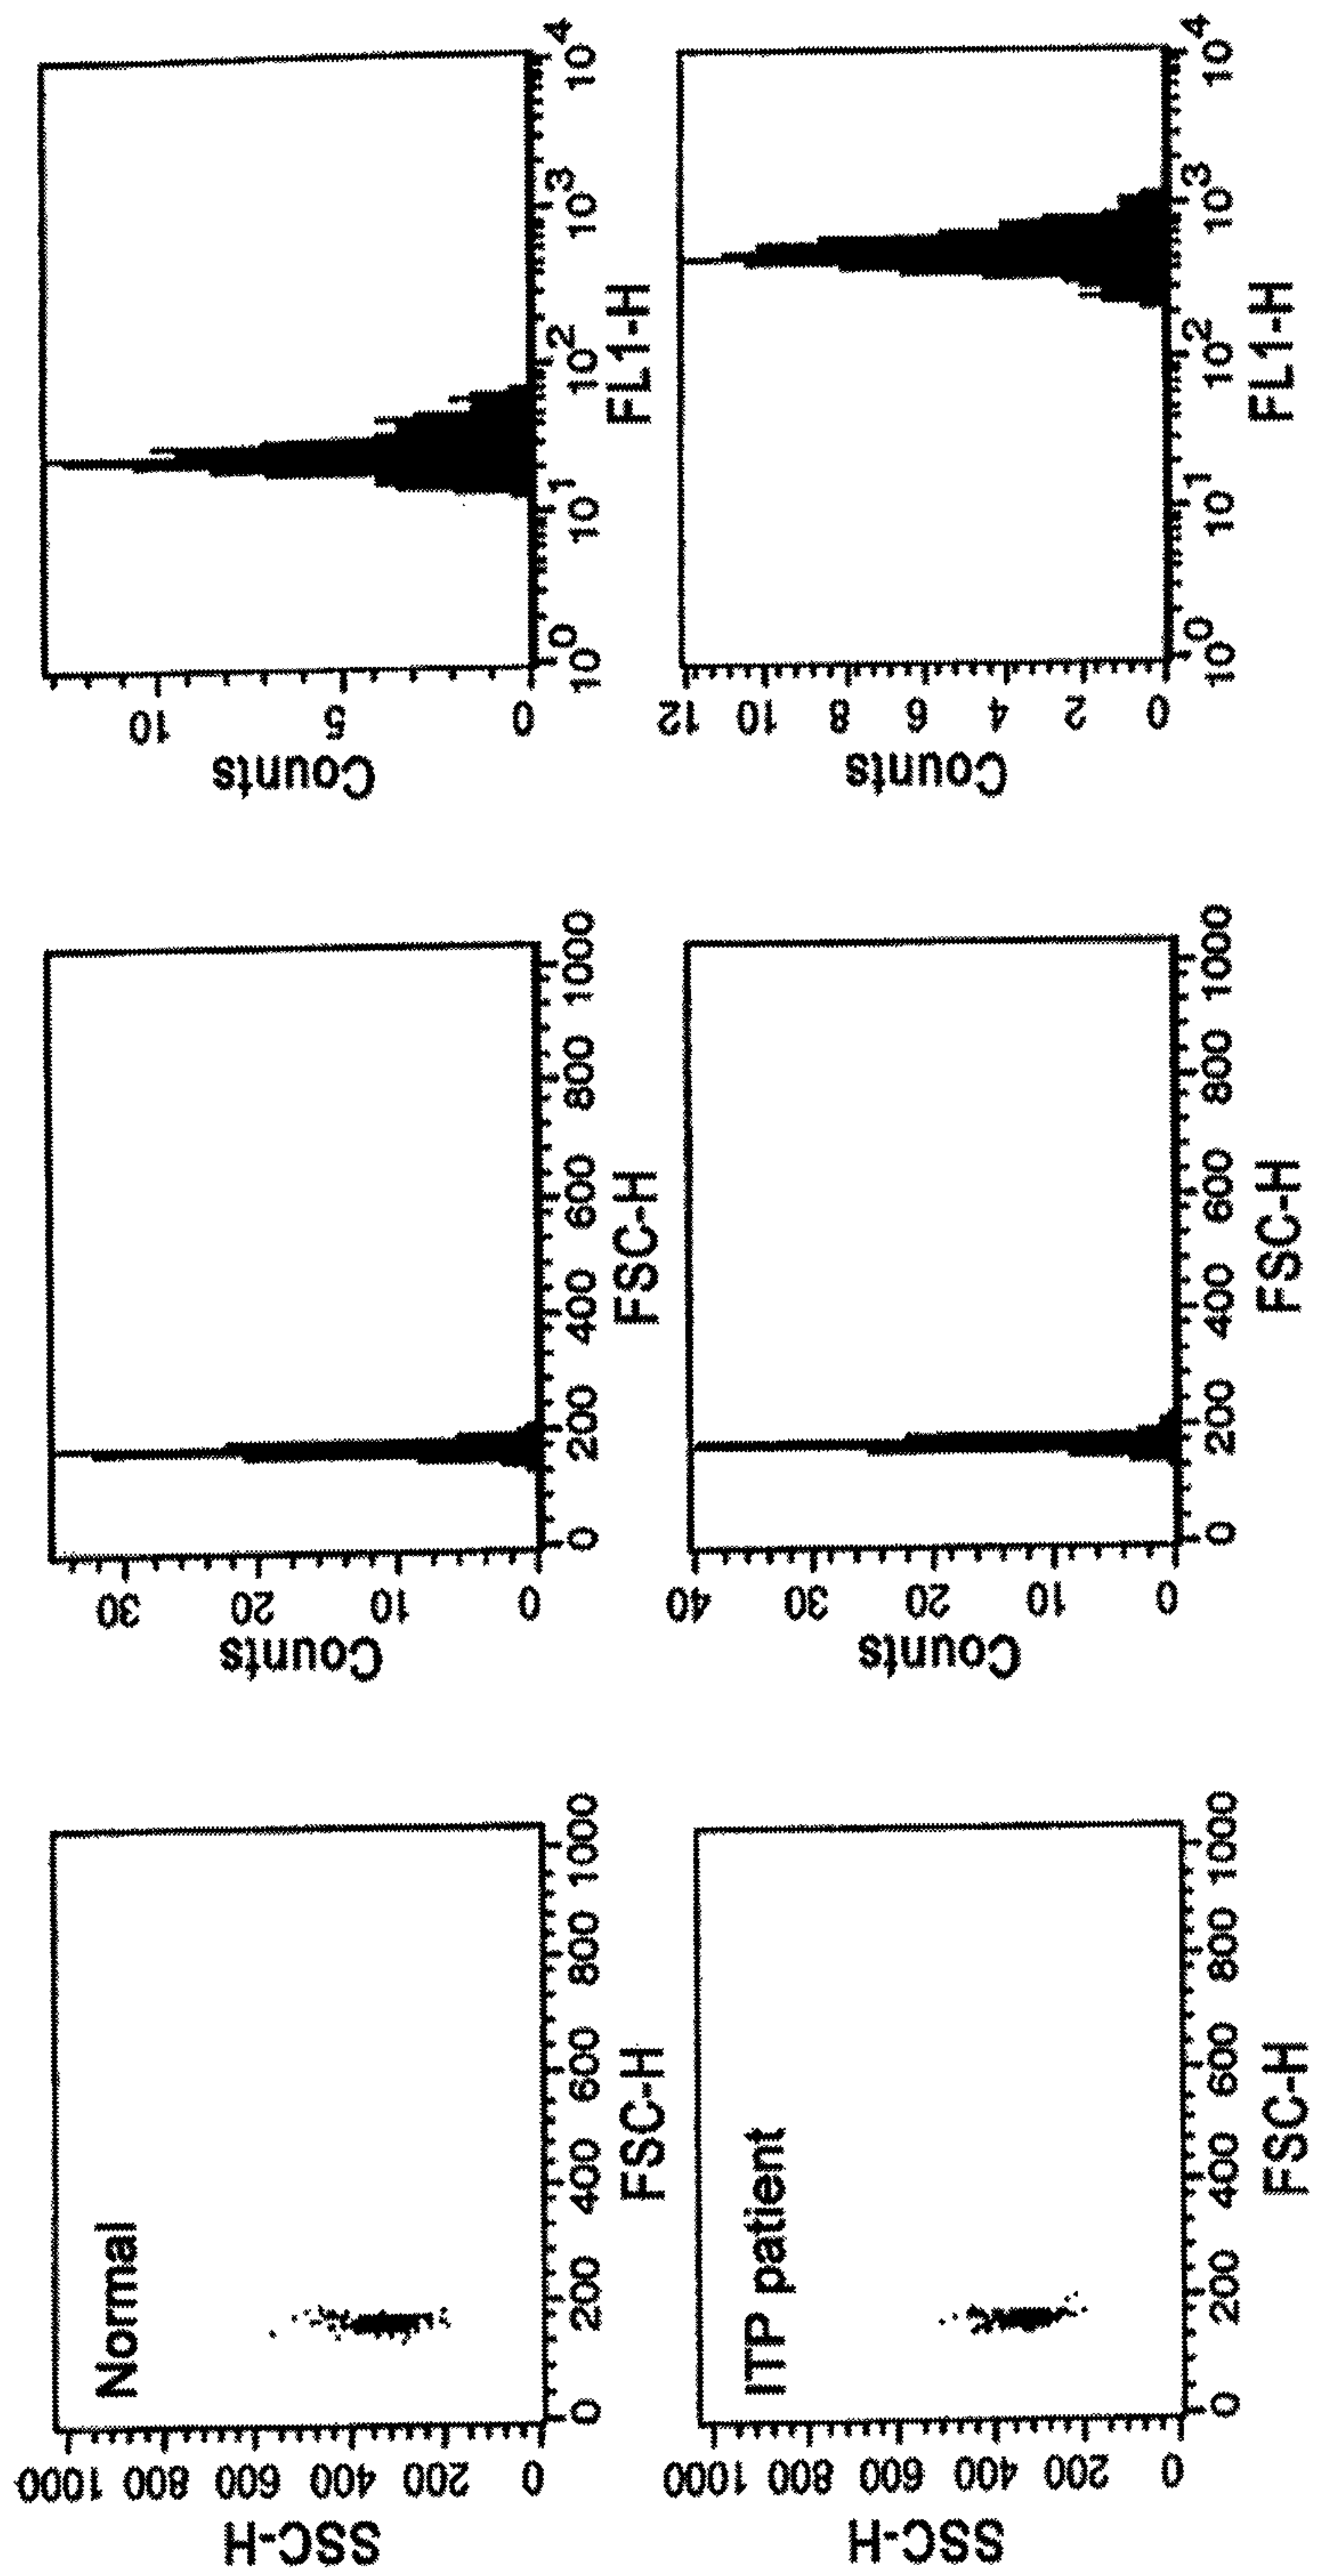 Normal
1000 800 600 400 200 0
SSC-H
0 200 400 600 800 1000
FSC-H
30 20 10 0
Counts
0 200 400 600 800 1000
FSC-H
10 5 0
Counts
10^0 10^1 10^2 10^3 10^4
FL1-H
ITP patient
1000 800 600 400 200 0
SSC-H
0 200 400 600 800 1000
FSC-H
40 30 20 10 0
Counts
0 200 400 600 800 1000
FSC-H
12 10 8 6 4 2 0
Counts
10^0 10^1 10^2 10^3 10^4
FL1-H